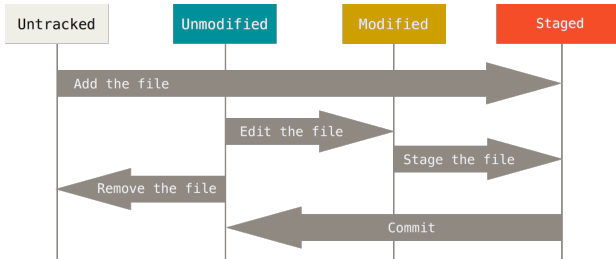 Untracked
Unmodified
Modified
Staged
Add the file
Edit the file
Stage the file
Remove the file
Commit